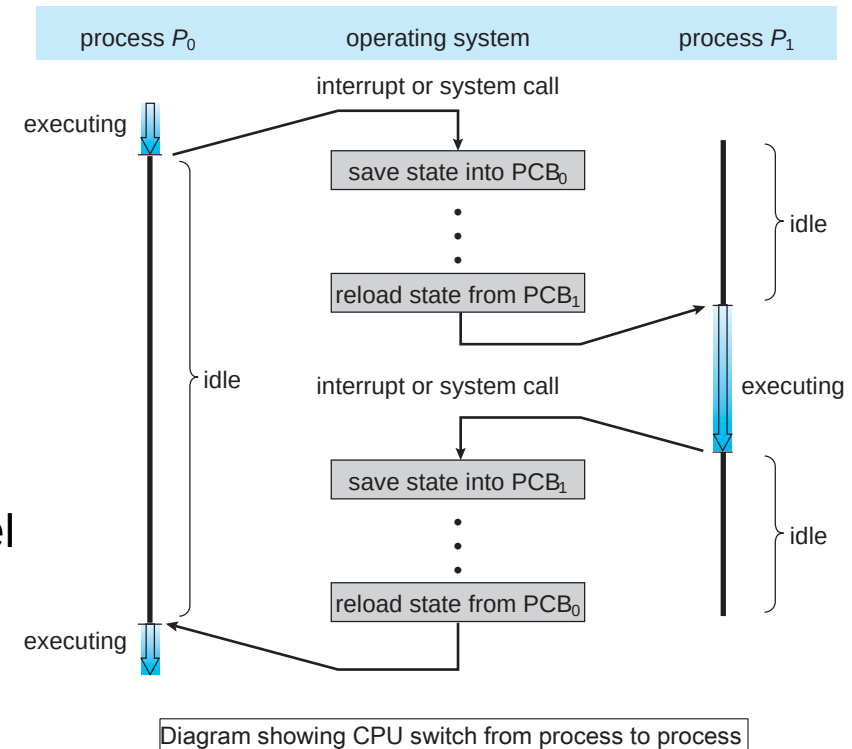 process P0 operating system process P1
interrupt or system call
executing
save state into PCB0
idle
reload state from PCB1
idle
interrupt or system call
executing
save state into PCB1
el
idle
reload state from PCB0
executing
Diagram showing CPU switch from process to process